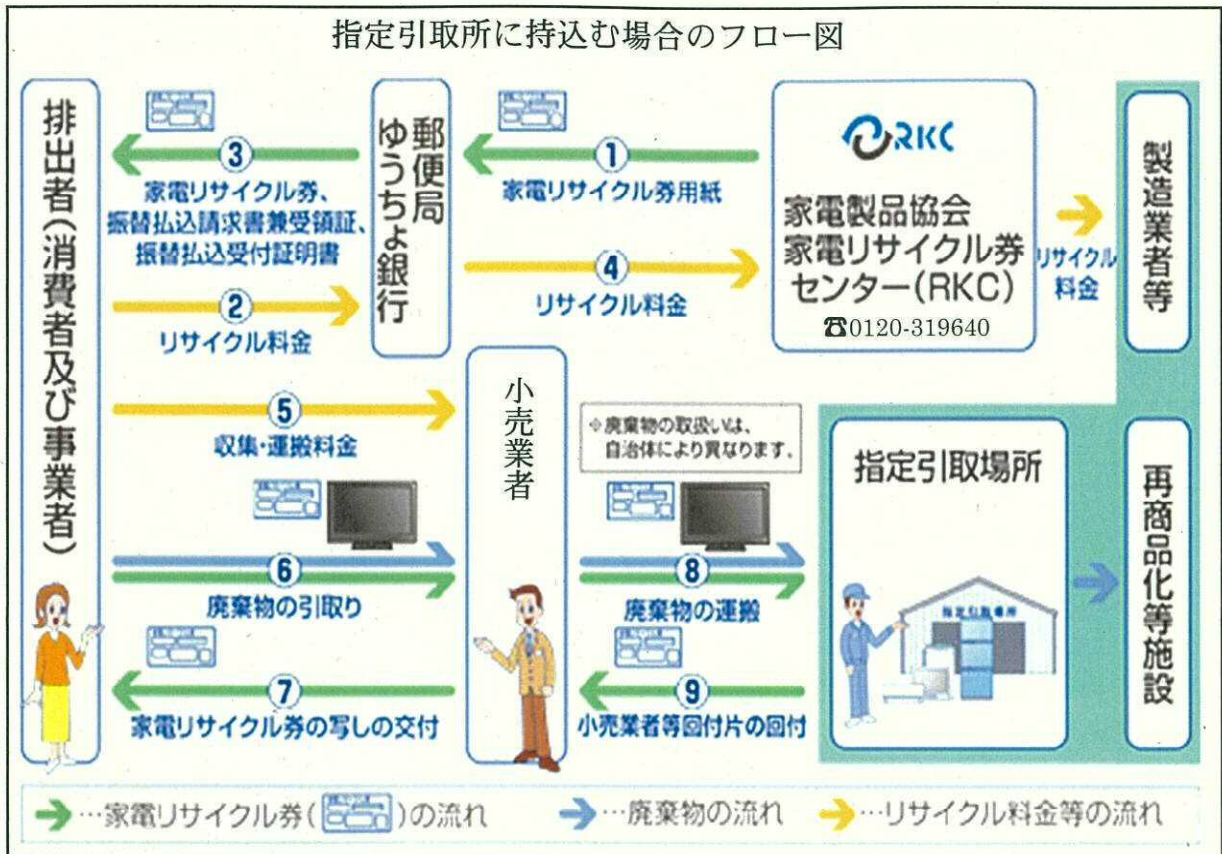 指定引取所に持込む場合のフロー図
排出者(消費者及び事業者)
③
家電リサイクル券、
振替払込請求書兼受領証、
振替払込受付証明書
②
リサイクル料金
郵便局
ゆうちょ銀行
①
家電リサイクル券用紙
④
リサイクル料金
RKC
家電製品協会
家電リサイクル券
センター(RKC)
☎0120-319640
リサイクル
料金
製造業者等
⑤
収集・運搬料金
小売業者
※廃棄物の取扱いは、
自治体により異なります。
⑥
廃棄物の引取り
⑧
廃棄物の運搬
⑦
家電リサイクル券の写しの交付
⑨
小売業者等回付片の回付
指定引取場所
指定引取場所
再商品化等施設
…家電リサイクル券( )の流れ
…廃棄物の流れ
…リサイクル料金等の流れ